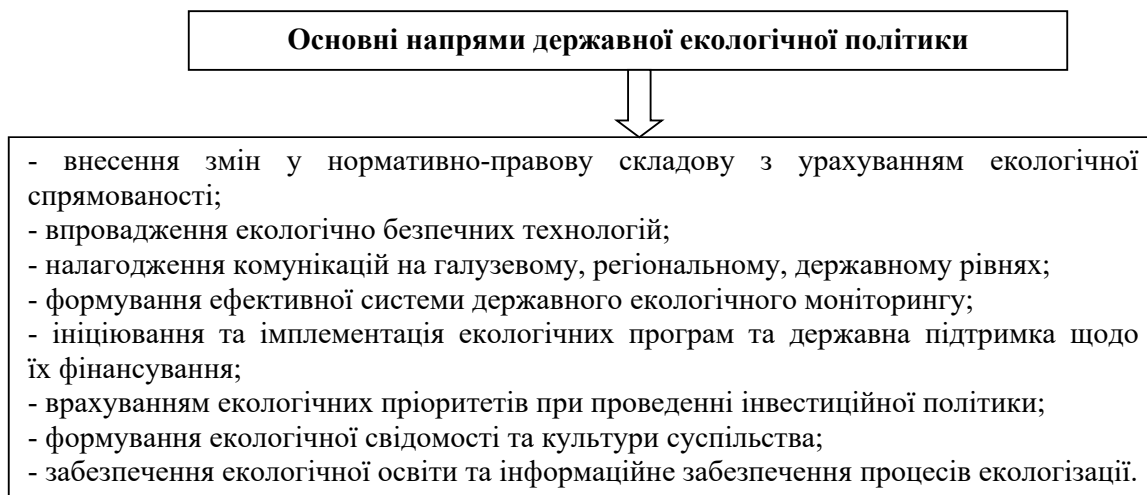 Основні напрями державної екологічної політики
- внесення змін у нормативно-правову складову з урахуванням екологічної
спрямованості;
- впровадження екологічно безпечних технологій;
- налагодження комунікацій на галузевому, регіональному, державному рівнях;
- формування ефективної системи державного екологічного моніторингу;
- ініціювання та імплементація екологічних програм та державна підтримка щодо
їх фінансування;
- врахуванням екологічних пріоритетів при проведенні інвестиційної політики;
- формування екологічної свідомості та культури суспільства;
- забезпечення екологічної освіти та інформаційне забезпечення процесів екологізації.